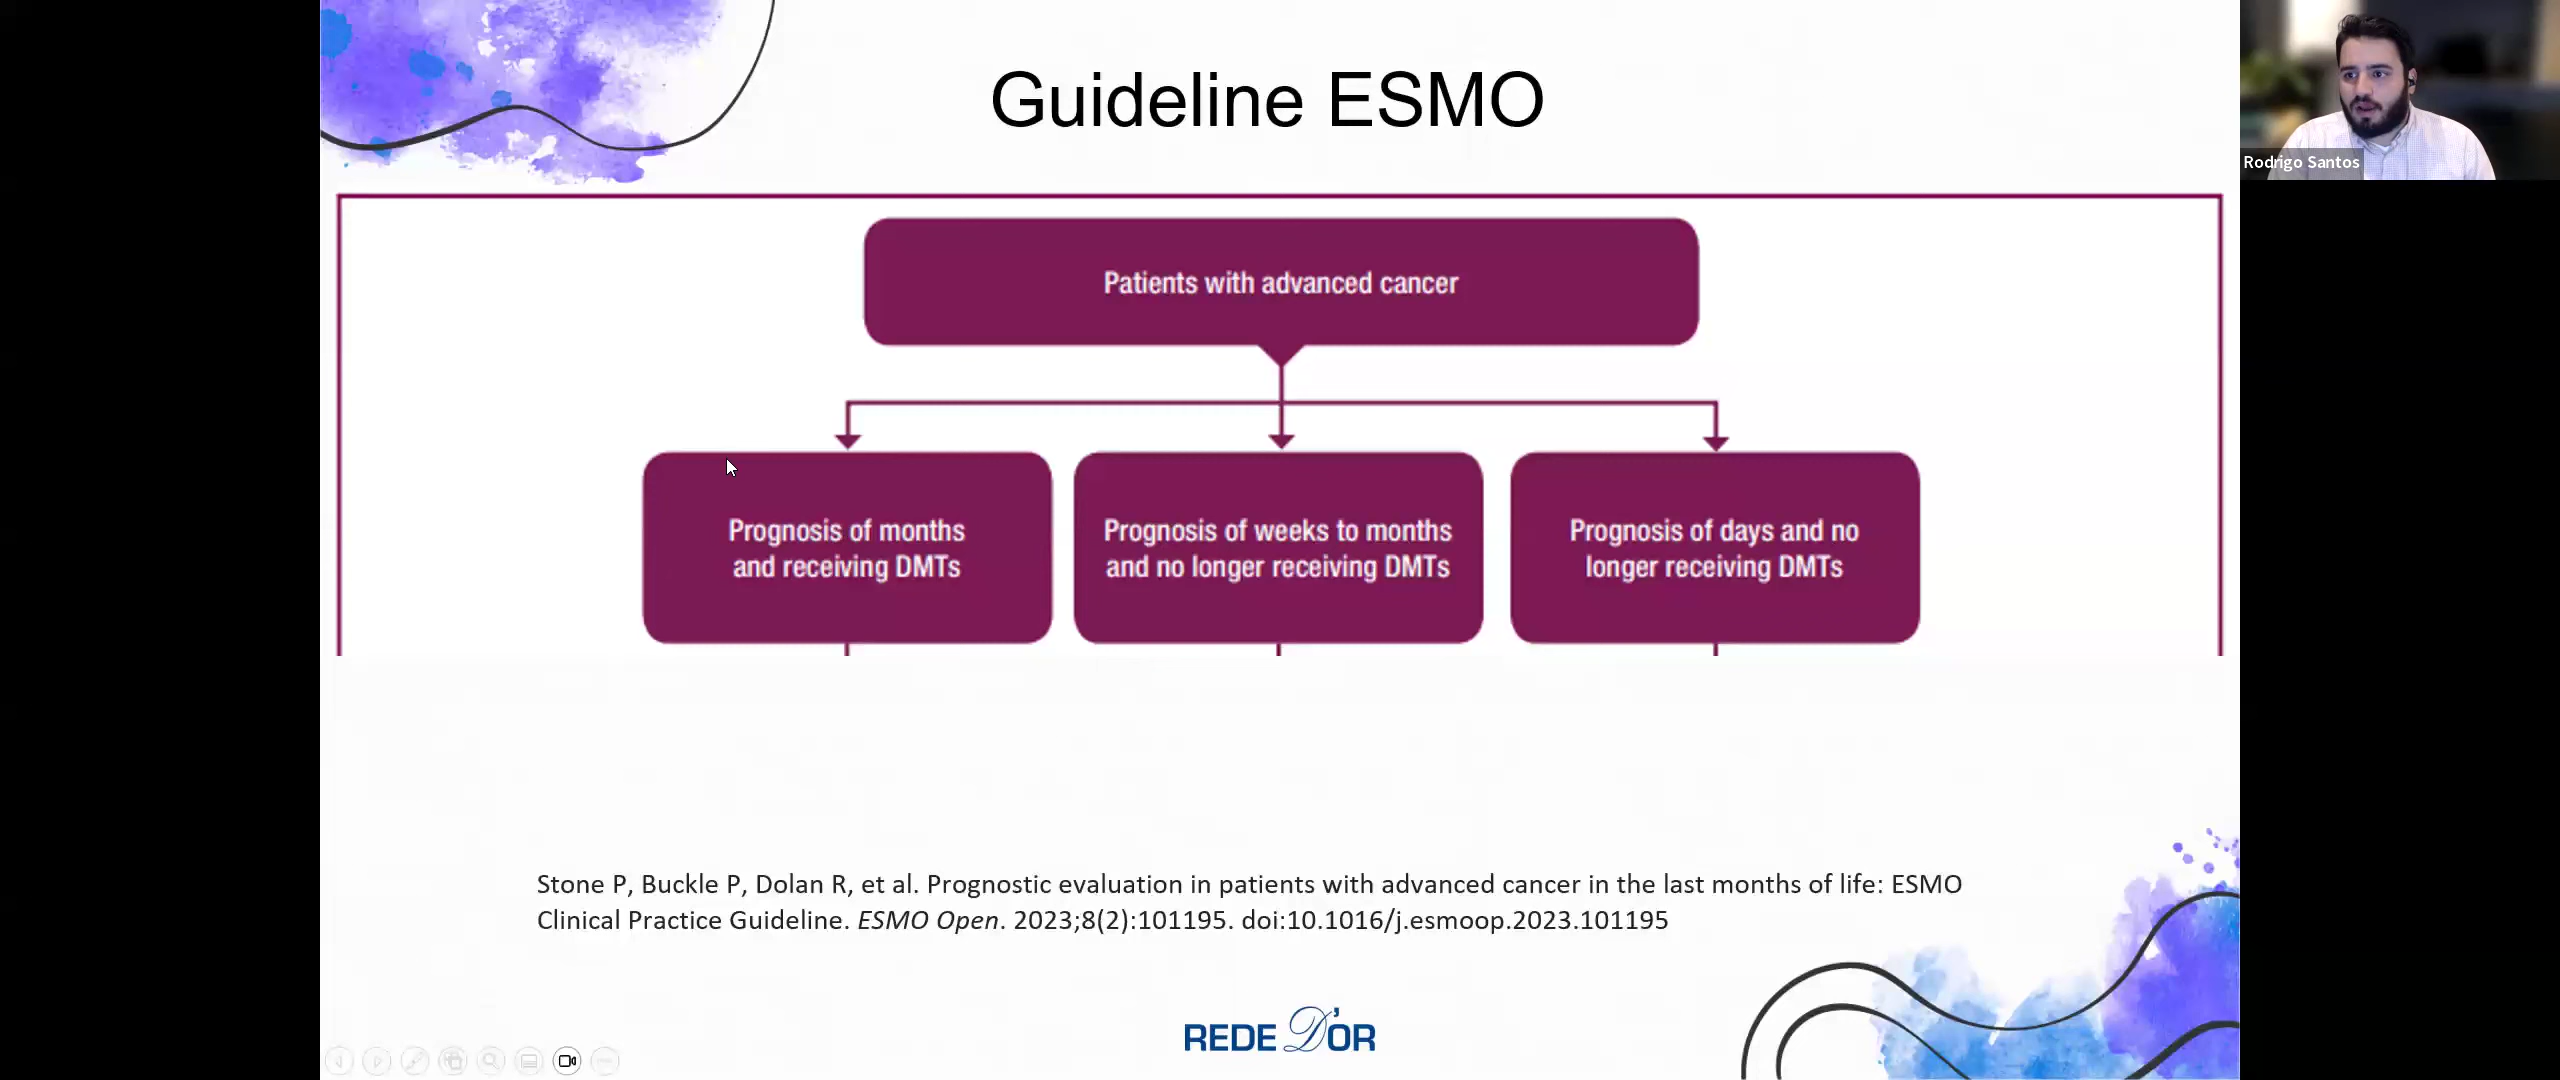 Guideline ESMO
Rodrigo Santos
Patients with advanced cancer
Prognosis of months
and receiving DMTs
Prognosis of weeks to months
and no longer receiving DMTs
Prognosis of days and no
longer receiving DMTs
Stone P, Buckle P, Dolan R, et al. Prognostic evaluation in patients with advanced cancer in the last months of life: ESMO
Clinical Practice Guideline. ESMO Open. 2023;8(2):101195. doi:10.1016/j.esmoop.2023.101195
REDE D'OR